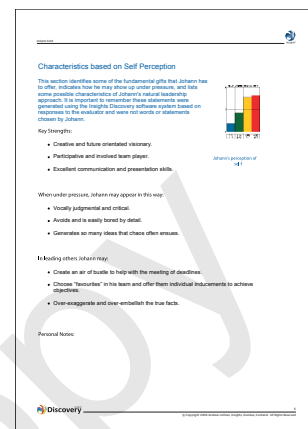 Characteristics based on Self Perception
This section identifies some of the fundamental gifts that Johann has
to offer, indicates how he may show up under pressure, and lists
some possible characteristics of Johann's natural leadership
approach. It is important to remember these statements were
generated using the Insights Discovery software system based on
responses to the evaluator and were not words or statements
chosen by Johann.
Johann's perception of
self
Key Strengths:
• Creative and future orientated visionary.
• Participative and involved team player.
• Excellent communication and presentation skills.
When under pressure, Johann may appear in this way:
• Vocally judgmental and critical.
• Avoids and is easily bored by detail.
• Generates so many ideas that chaos often ensues.
In leading others Johann may:
• Create an air of bustle to help with the meeting of deadlines.
• Choose "favourites" in his team and offer them individual inducements to achieve
objectives.
• Over-exaggerate and over-embellish the true facts.
Personal Notes:
Discovery